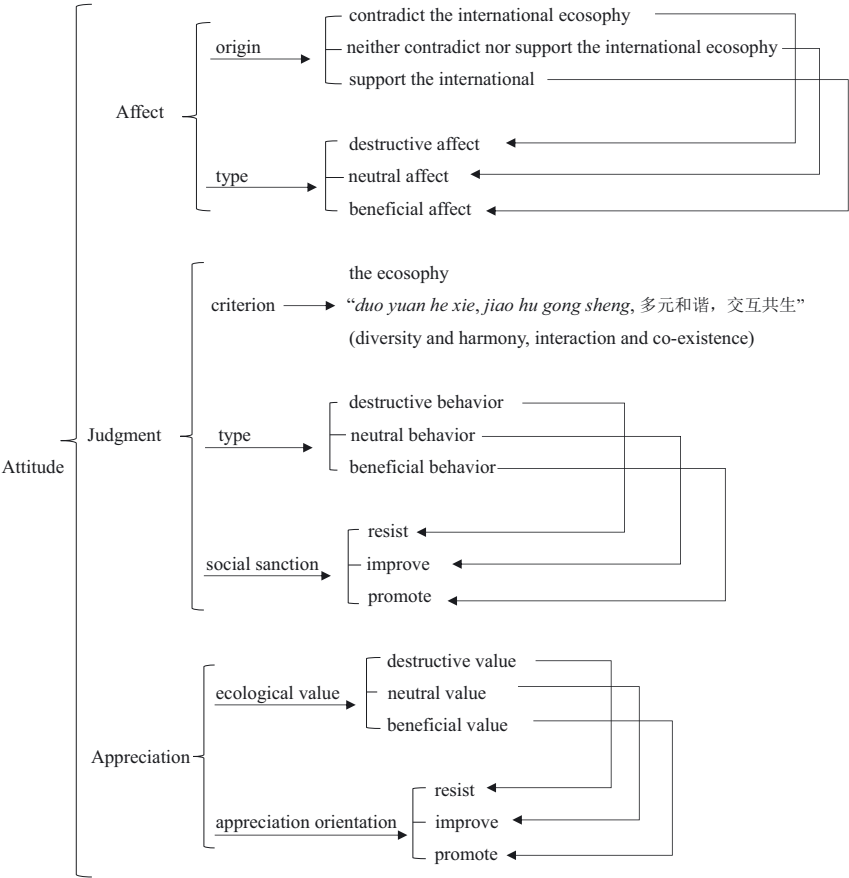 contradict the international ecosophy
origin
neither contradict nor support the international ecosophy
support the international
Affect
destructive affect
type
neutral affect
beneficial affect
the ecosophy
criterion
“duo yuan he xie, jiao hu gong sheng, 多元和谐，交互共生”
(diversity and harmony, interaction and co-existence)
destructive behavior
Judgment
type
neutral behavior
beneficial behavior
Attitude
resist
social sanction
improve
promote
destructive value
ecological value
neutral value
beneficial value
Appreciation
resist
appreciation orientation
improve
promote